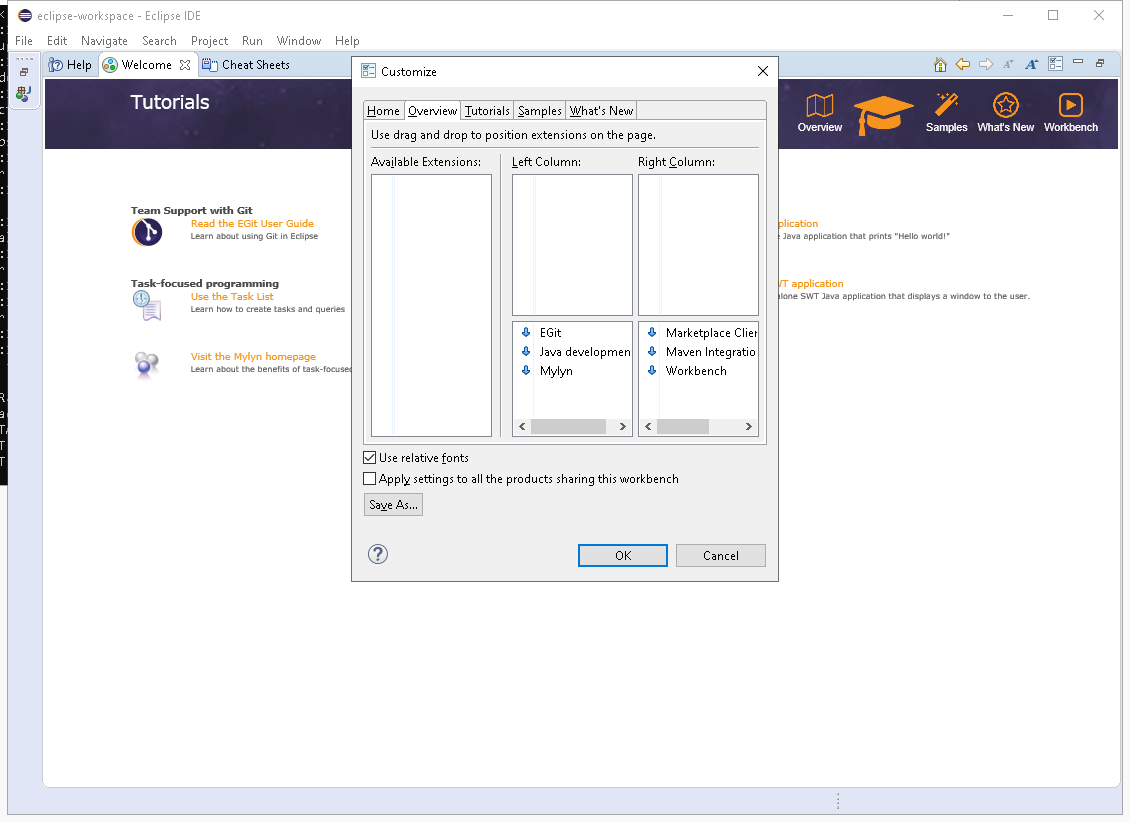 eclipse-workspace - Eclipse IDE
File Edit Navigate Search Project Run Window Help
Help Welcome Cheat Sheets
Tutorials
Overview Samples What's New Workbench
Team Support with Git
Read the EGit User Guide
Learn about using Git in Eclipse
Task-focused programming
Use the Task List
Learn how to create tasks and queries
Visit the Mylyn homepage
Learn about the benefits of task-focused
plication
Java application that prints "Hello world!"
WT application
alone SWT Java application that displays a window to the user.
Customize
Home Overview Tutorials Samples What's New
Use drag and drop to position extensions on the page.
Available Extensions: Left Column: Right Column:
EGit Marketplace Clier
Java developmen Maven Integratio
Mylyn Workbench
Use relative fonts
Apply settings to all the products sharing this workbench
Save As...
? OK Cancel